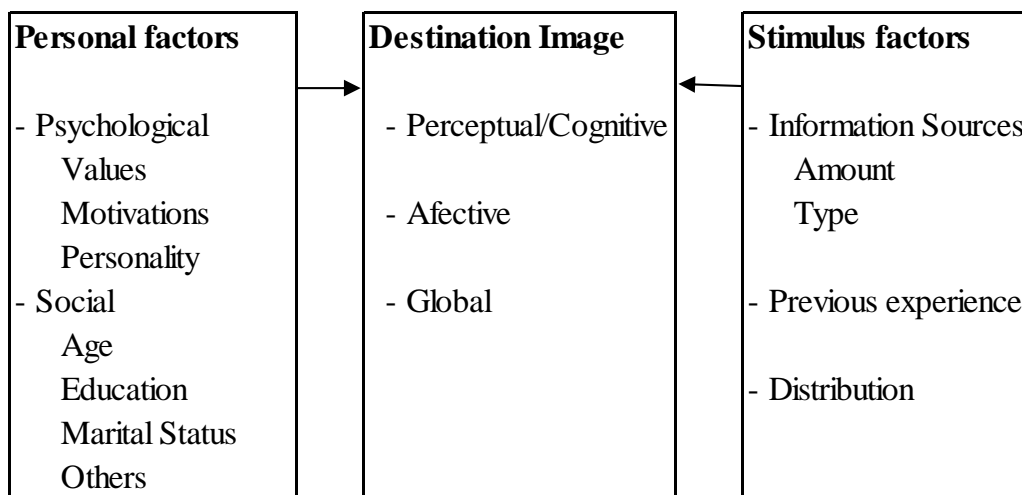 Personal factors
- Psychological
Values
Motivations
Personality
- Social
Age
Education
Marital Status
Others
Destination Image
- Perceptual/Cognitive
- Afective
- Global
Stimulus factors
- Information Sources
Amount
Type
- Previous experience
- Distribution